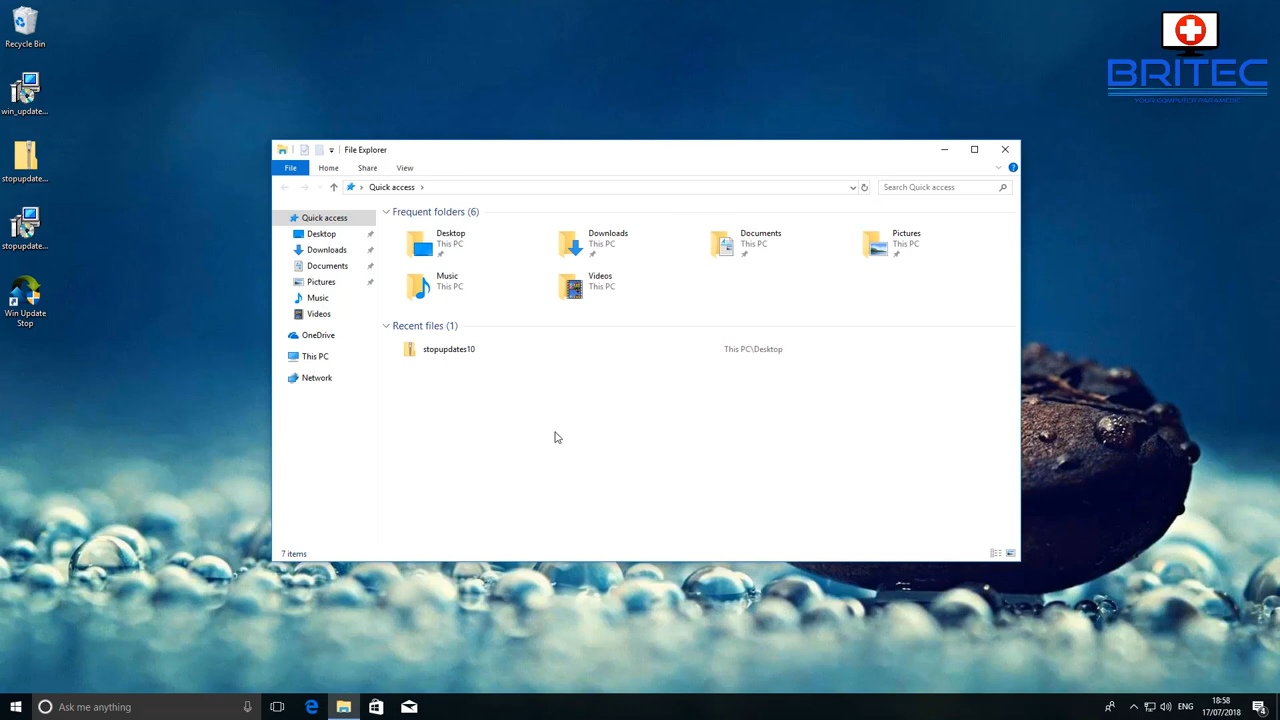 Recycle Bin
win_update...
stopupdate...
stopupdate...
Win Update
Stop
BRITEC
YOUR COMPUTER PARAMEDIC
File Explorer
File
Home
Share
View
Quick access
Search Quick access
Quick access
Desktop
Downloads
Documents
Pictures
Music
Videos
OneDrive
This PC
Network
Frequent folders (6)
Desktop
This PC
Downloads
This PC
Documents
This PC
Pictures
This PC
Music
This PC
Videos
This PC
Recent files (1)
stopupdates10
This PC\Desktop
7 items
Ask me anything
ENG
18:58
17/07/2018
4